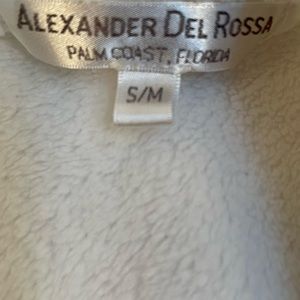 ALEXANDER DEL ROSSA
PALM COAST, FLORIDA
S/M